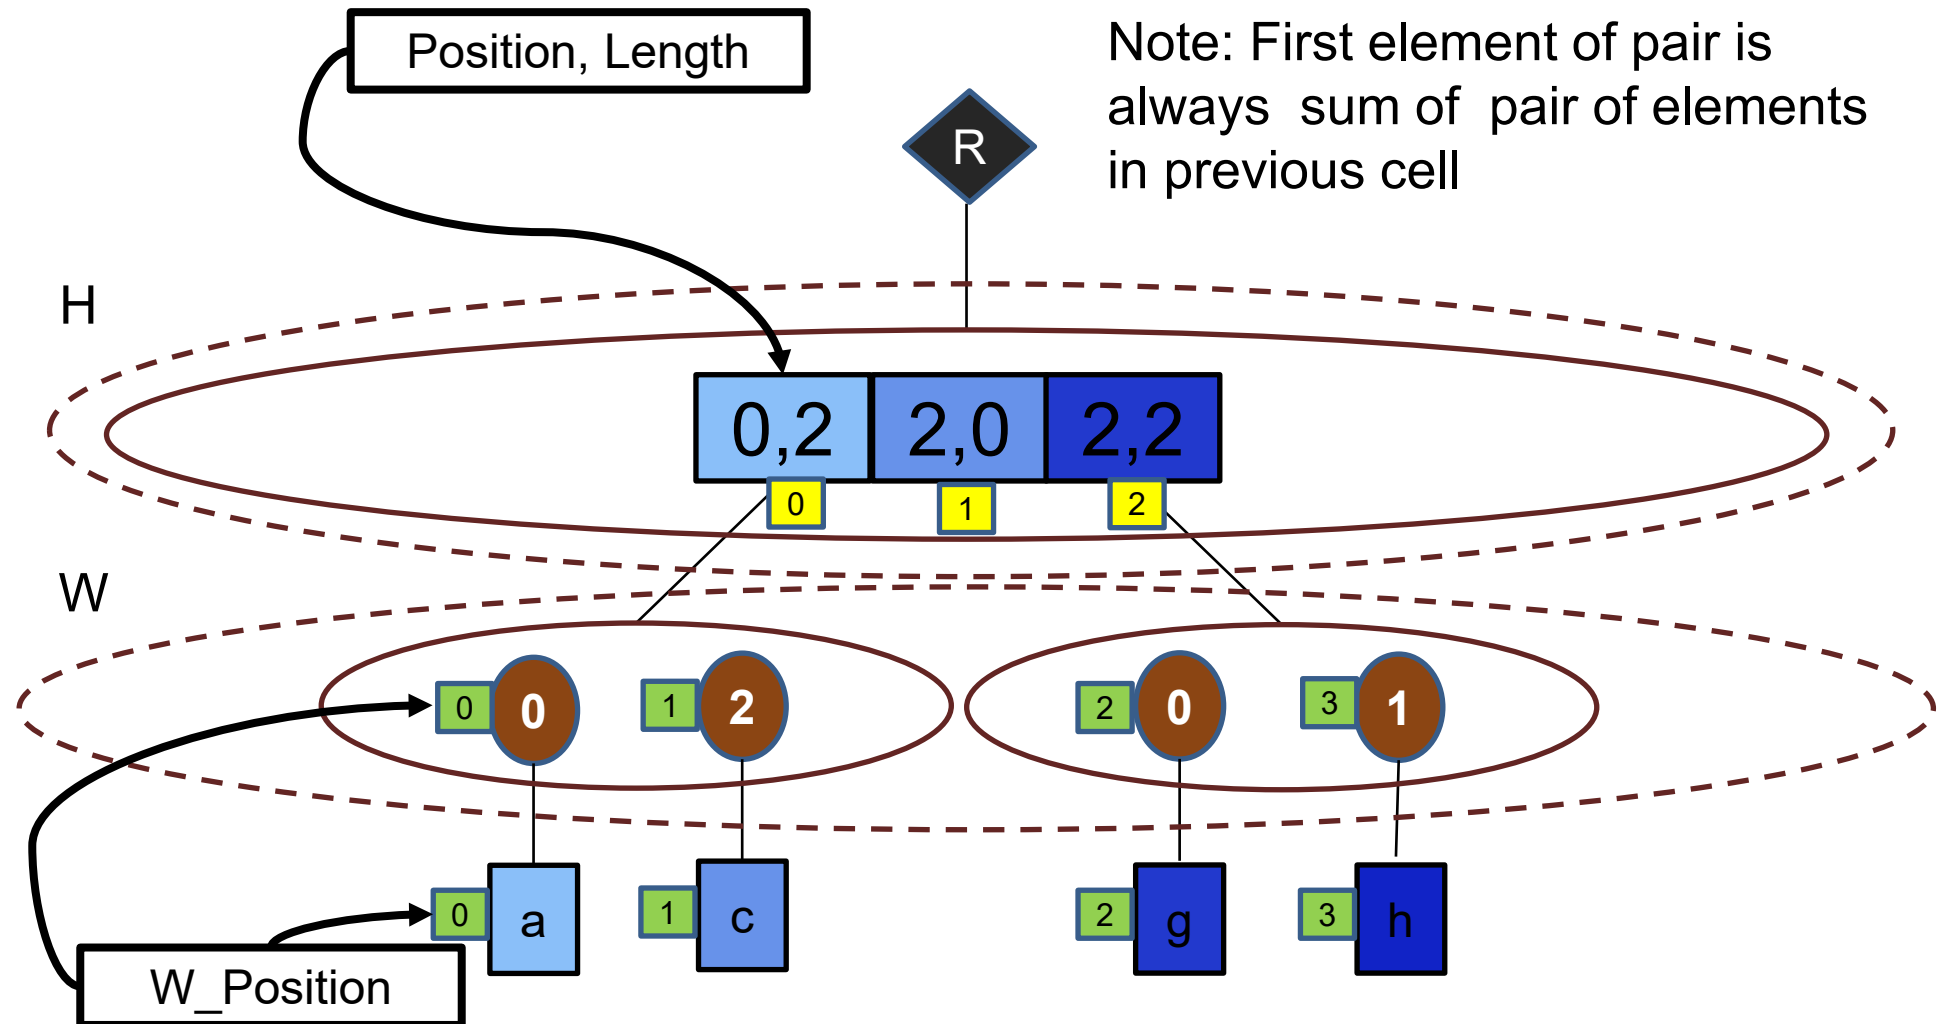 Position, Length
Note: First element of pair is
always sum of pair of elements
in previous cell
R
H
0,2 2,0 2,2
0 1 2
W
0 0 1 2 2 0 3 1
0 a 1 c 2 g 3 h
W_Position